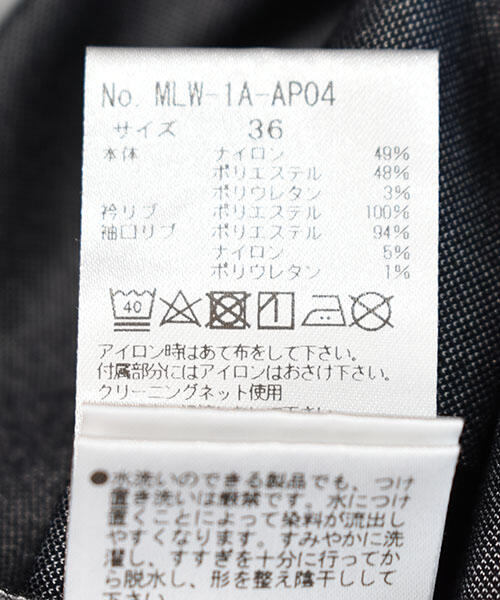 No. MLW-1A-AP04
サイズ 36
本体 ナイロン 49%
ポリエステル 48%
ポリウレタン 3%
衿リブ ポリエステル 100%
袖口リブ ポリエステル 94%
ナイロン 5%
ポリウレタン 1%
40
アイロン時はあて布をして下さい。
付属部分にはアイロンはおさけ下さい。
クリーニングネット使用
●水洗いのできる製品でも、つけ
置き洗いは厳禁です。水につけ
置くことによって染料が流出し
やすくなります。すみやかに洗
濯し、すすぎを十分に行ってか
ら脱水し、形を整え陰干しして
下さい。